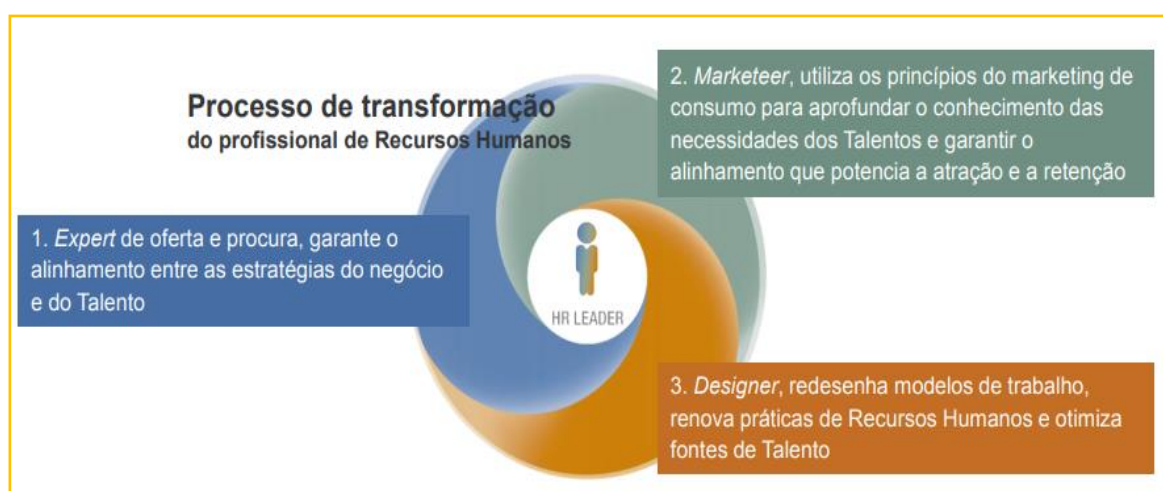 Processo de transformação
do profissional de Recursos Humanos
1. Expert de oferta e procura, garante o
alinhamento entre as estratégias do negócio
e do Talento
2. Marketeer, utiliza os princípios do marketing de
consumo para aprofundar o conhecimento das
necessidades dos Talentos e garantir o
alinhamento que potencia a atração e a retenção
HR LEADER
3. Designer, redesenha modelos de trabalho,
renova práticas de Recursos Humanos e otimiza
fontes de Talento